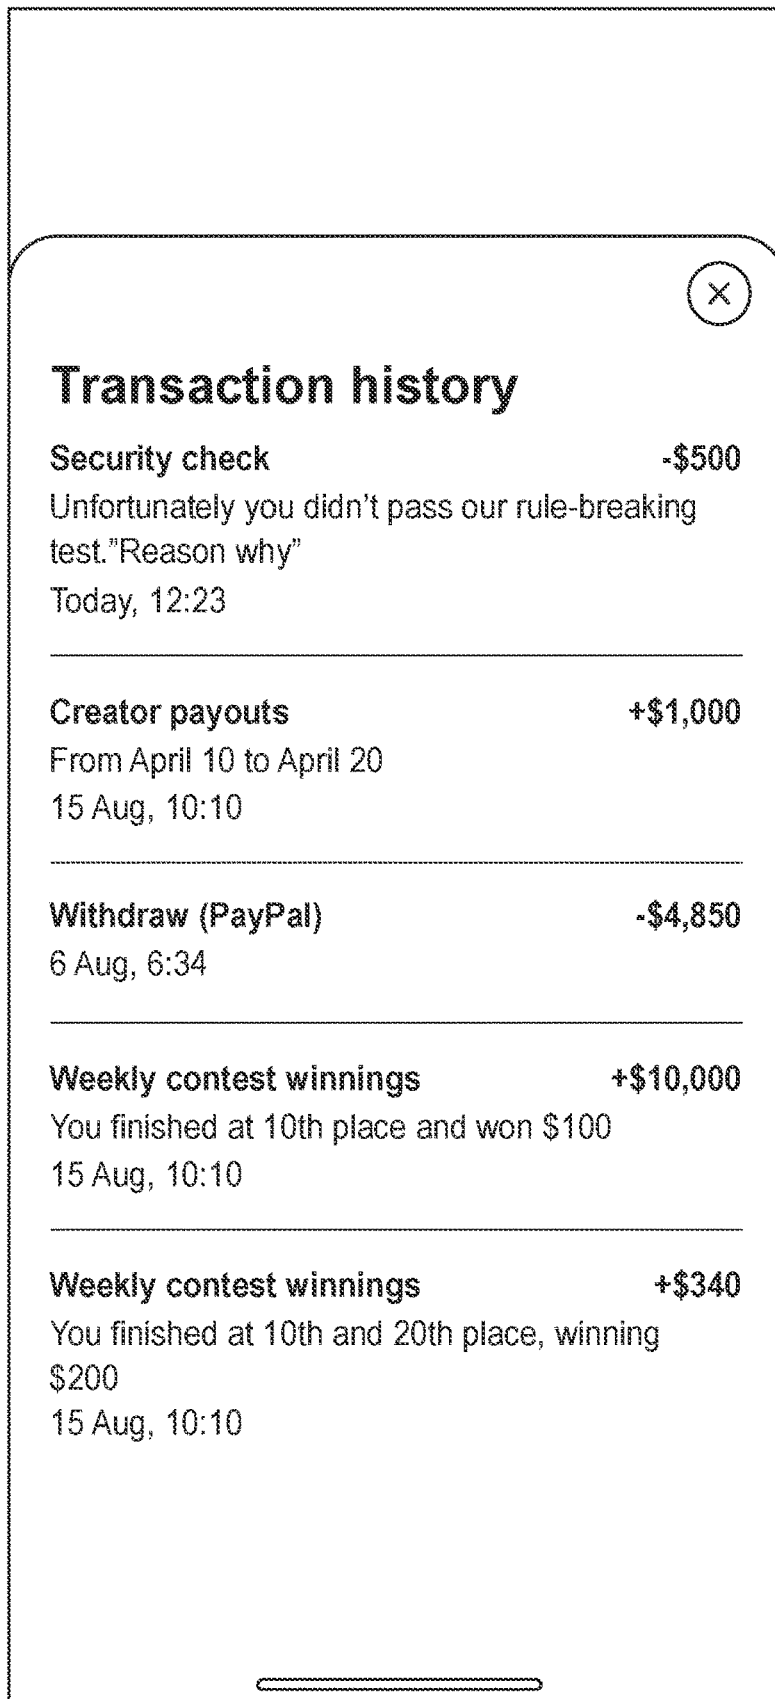 Transaction history
Security check -$500
Unfortunately you didn't pass our rule-breaking
test."Reason why"
Today, 12:23
Creator payouts +$1,000
From April 10 to April 20
15 Aug, 10:10
Withdraw (PayPal) -$4,850
6 Aug, 6:34
Weekly contest winnings +$10,000
You finished at 10th place and won $100
15 Aug, 10:10
Weekly contest winnings +$340
You finished at 10th and 20th place, winning
$200
15 Aug, 10:10